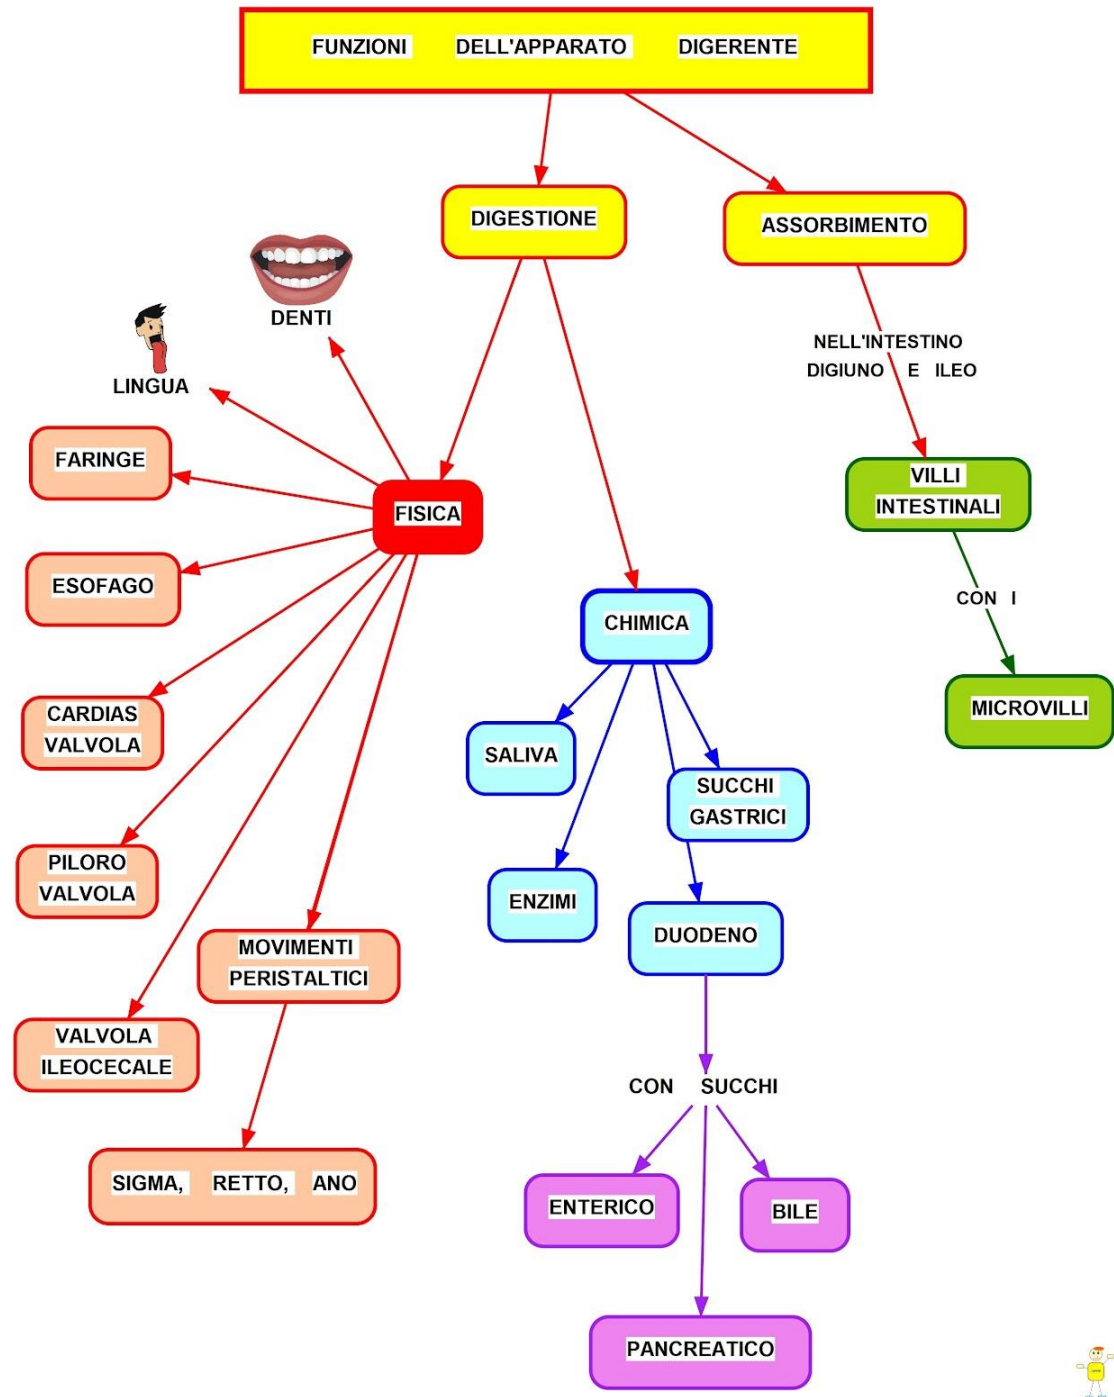 FUNZIONI DELL'APPARATO DIGERENTE
DIGESTIONE
ASSORBIMENTO
DENTI
LINGUA
NELL'INTESTINO
DIGIUNO E ILEO
FARINGE
FISICA
VILLI
INTESTINALI
ESOFAGO
CHIMICA
CON I
CARDIAS
VALVOLA
MICROVILLI
SALIVA
SUCCHI
GASTRICI
PILORO
VALVOLA
ENZIMI
DUODENO
MOVIMENTI
PERISTALTICI
VALVOLA
ILEOCECALE
CON SUCCHI
SIGMA, RETTO, ANO
ENTERICO
BILE
PANCREATICO